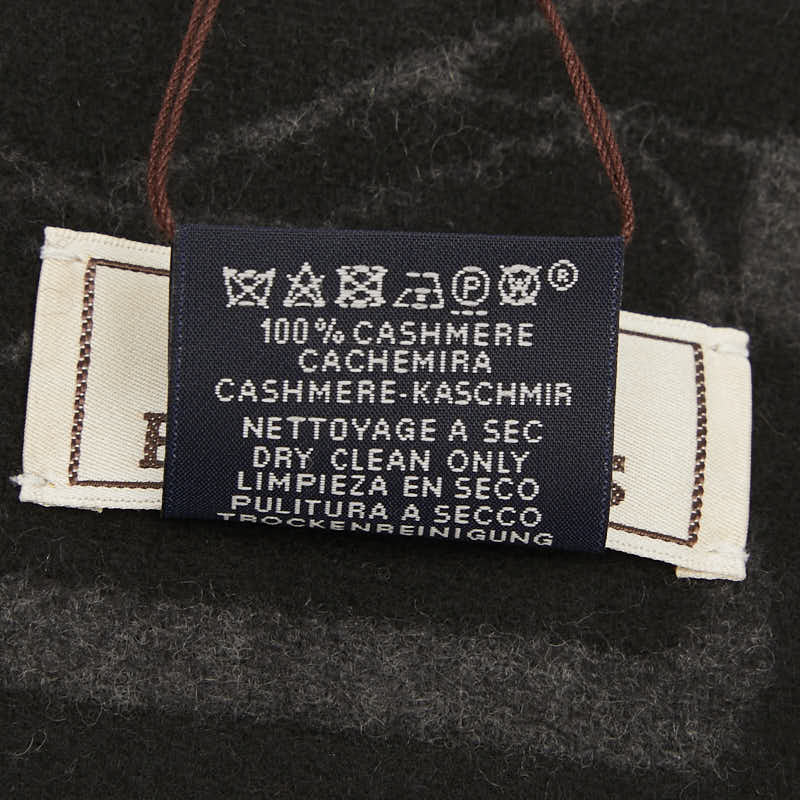 P W ®
100% CASHMERE
CACHEMIRA
CASHMERE-KASCHMIR
NETTOYAGE A SEC
DRY CLEAN ONLY
LIMPIEZA EN SECO
PULITURA A SECCO
TROCKENREINIGUNG